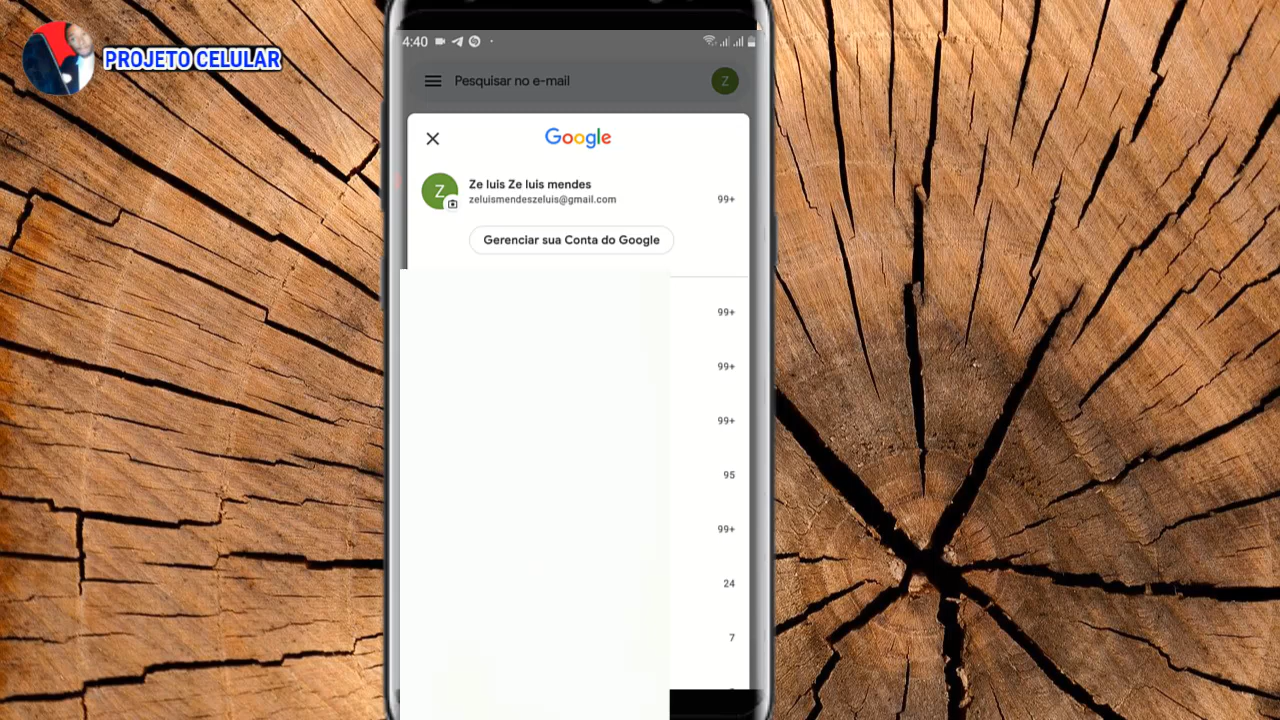 PROJETO CELULAR
4:40
Pesquisar no e-mail
Z
Google
Z
Ze luis Ze luis mendes
zeluismendeszeluis@gmail.com
99+
Gerenciar sua Conta do Google
99+
99+
99+
95
99+
24
7